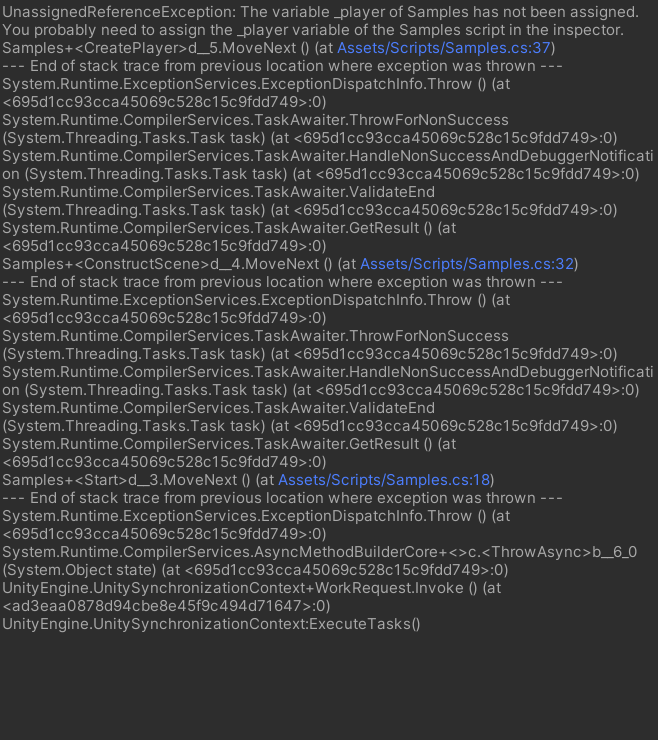 UnassignedReferenceException: The variable _player of Samples has not been assigned.
You probably need to assign the _player variable of the Samples script in the inspector.
Samples+<CreatePlayer>d__5.MoveNext () (at Assets/Scripts/Samples.cs:37)
--- End of stack trace from previous location where exception was thrown ---
System.Runtime.ExceptionServices.ExceptionDispatchInfo.Throw () (at
<695d1cc93cca45069c528c15c9fdd749>:0)
System.Runtime.CompilerServices.TaskAwaiter.ThrowForNonSuccess
(System.Threading.Tasks.Task task) (at <695d1cc93cca45069c528c15c9fdd749>:0)
System.Runtime.CompilerServices.TaskAwaiter.HandleNonSuccessAndDebuggerNotificati
on (System.Threading.Tasks.Task task) (at <695d1cc93cca45069c528c15c9fdd749>:0)
System.Runtime.CompilerServices.TaskAwaiter.ValidateEnd
(System.Threading.Tasks.Task task) (at <695d1cc93cca45069c528c15c9fdd749>:0)
System.Runtime.CompilerServices.TaskAwaiter.GetResult () (at
<695d1cc93cca45069c528c15c9fdd749>:0)
Samples+<ConstructScene>d__4.MoveNext () (at Assets/Scripts/Samples.cs:32)
--- End of stack trace from previous location where exception was thrown ---
System.Runtime.ExceptionServices.ExceptionDispatchInfo.Throw () (at
<695d1cc93cca45069c528c15c9fdd749>:0)
System.Runtime.CompilerServices.TaskAwaiter.ThrowForNonSuccess
(System.Threading.Tasks.Task task) (at <695d1cc93cca45069c528c15c9fdd749>:0)
System.Runtime.CompilerServices.TaskAwaiter.HandleNonSuccessAndDebuggerNotificati
on (System.Threading.Tasks.Task task) (at <695d1cc93cca45069c528c15c9fdd749>:0)
System.Runtime.CompilerServices.TaskAwaiter.ValidateEnd
(System.Threading.Tasks.Task task) (at <695d1cc93cca45069c528c15c9fdd749>:0)
System.Runtime.CompilerServices.TaskAwaiter.GetResult () (at
<695d1cc93cca45069c528c15c9fdd749>:0)
Samples+<Start>d__3.MoveNext () (at Assets/Scripts/Samples.cs:18)
--- End of stack trace from previous location where exception was thrown ---
System.Runtime.ExceptionServices.ExceptionDispatchInfo.Throw () (at
<695d1cc93cca45069c528c15c9fdd749>:0)
System.Runtime.CompilerServices.AsyncMethodBuilderCore+<>c.<ThrowAsync>b__6_0
(System.Object state) (at <695d1cc93cca45069c528c15c9fdd749>:0)
UnityEngine.UnitySynchronizationContext+WorkRequest.Invoke () (at
<ad3eaa0878d94cbe8e45f9c494d71647>:0)
UnityEngine.UnitySynchronizationContext:ExecuteTasks()